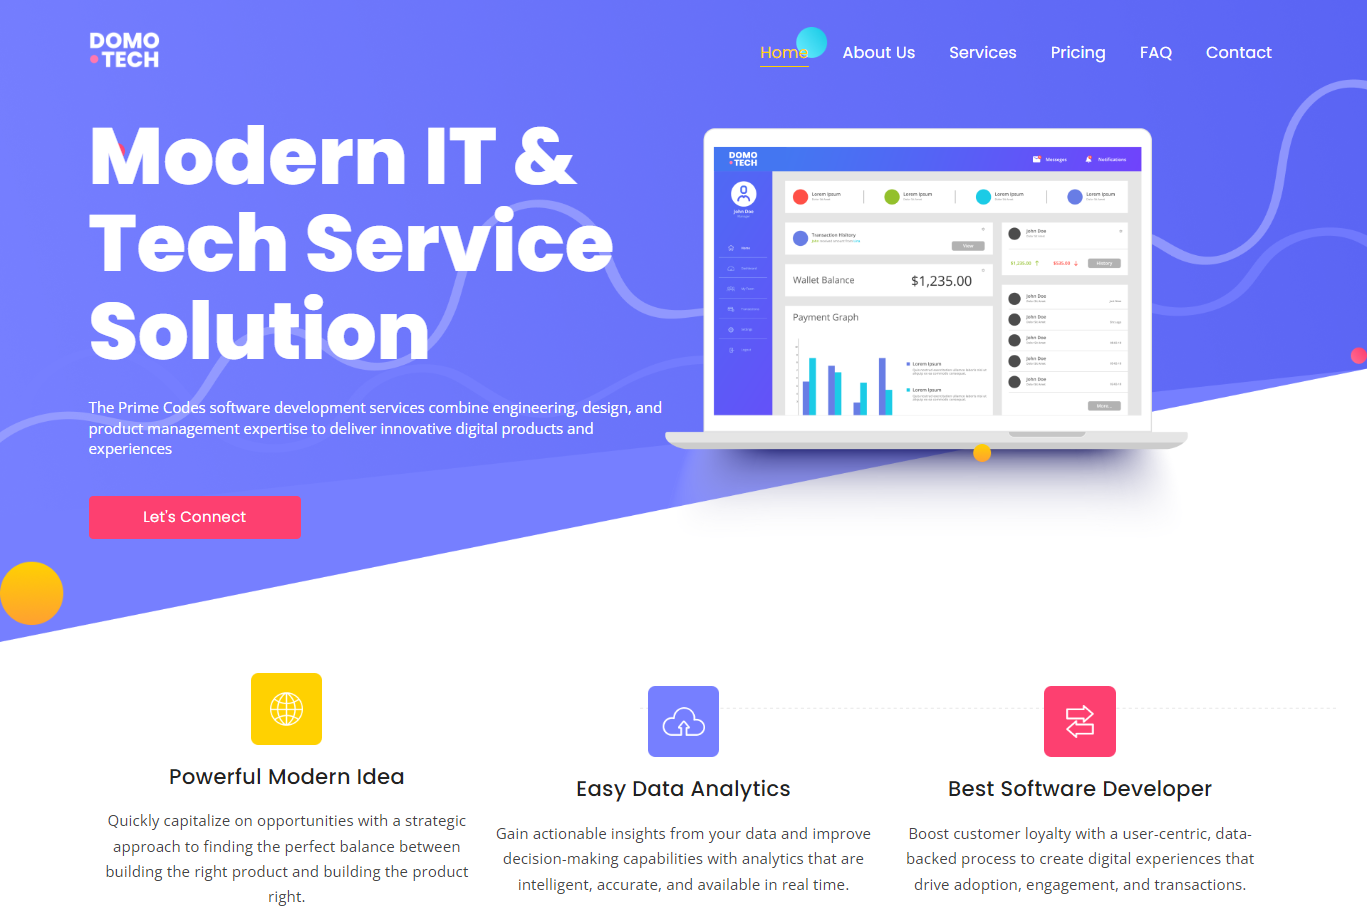 DOMO
TECH
Home
About Us
Services
Pricing
FAQ
Contact
Modern IT &
Tech Service
Solution
The Prime Codes software development services combine engineering, design, and
product management expertise to deliver innovative digital products and
experiences
Let's Connect
DOMO
TECH
Messages
Notifications
John Doe
Lorem Ipsum
Lorem Ipsum
Lorem Ipsum
Lorem Ipsum
Transaction History
View
Wallet Balance
$1,235.00
Payment Graph
Lorem Ipsum
Lorem Ipsum
John Doe
$1,235.00
$535.00
History
John Doe
John Doe
John Doe
John Doe
John Doe
More...
Powerful Modern Idea
Quickly capitalize on opportunities with a strategic
approach to finding the perfect balance between
building the right product and building the product
right.
Easy Data Analytics
Gain actionable insights from your data and improve
decision-making capabilities with analytics that are
intelligent, accurate, and available in real time.
Best Software Developer
Boost customer loyalty with a user-centric, data-
backed process to create digital experiences that
drive adoption, engagement, and transactions.